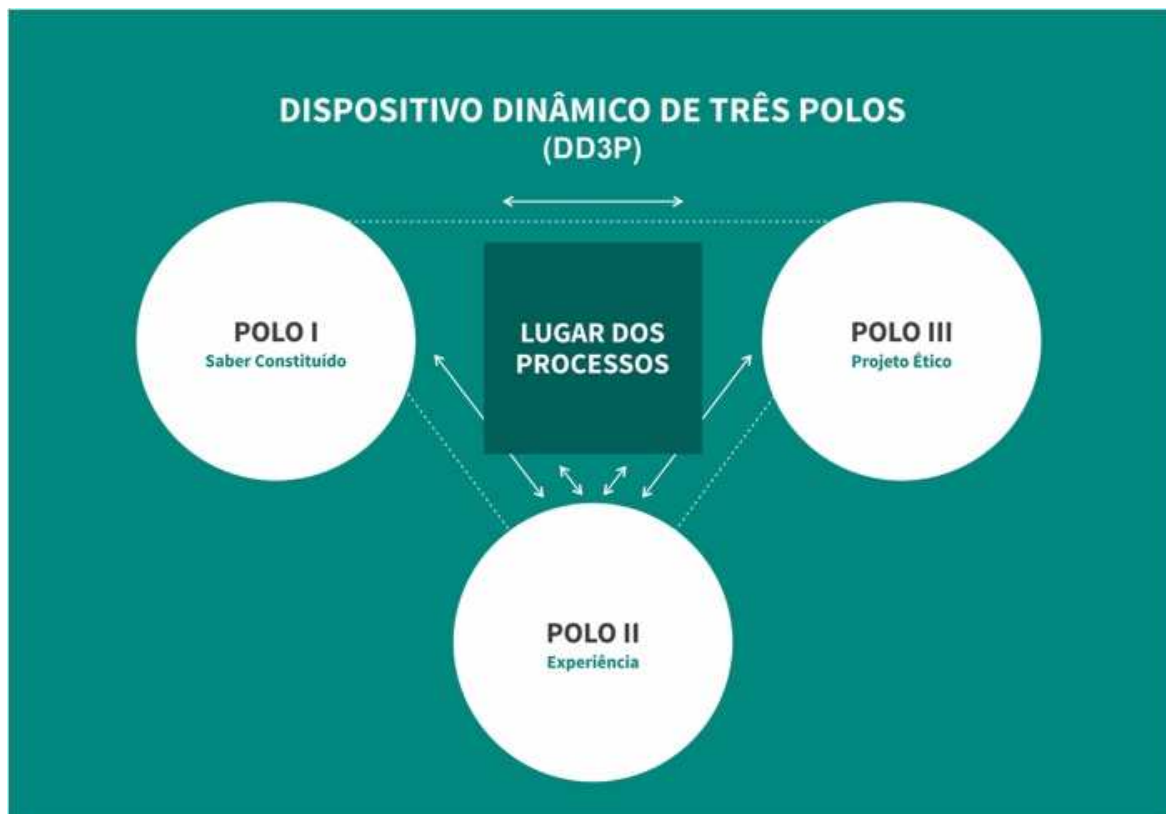 DISPOSITIVO DINÂMICO DE TRÊS POLOS
(DD3P)
POLO I
Saber Constituído
LUGAR DOS
PROCESSOS
POLO III
Projeto Ético
POLO II
Experiência